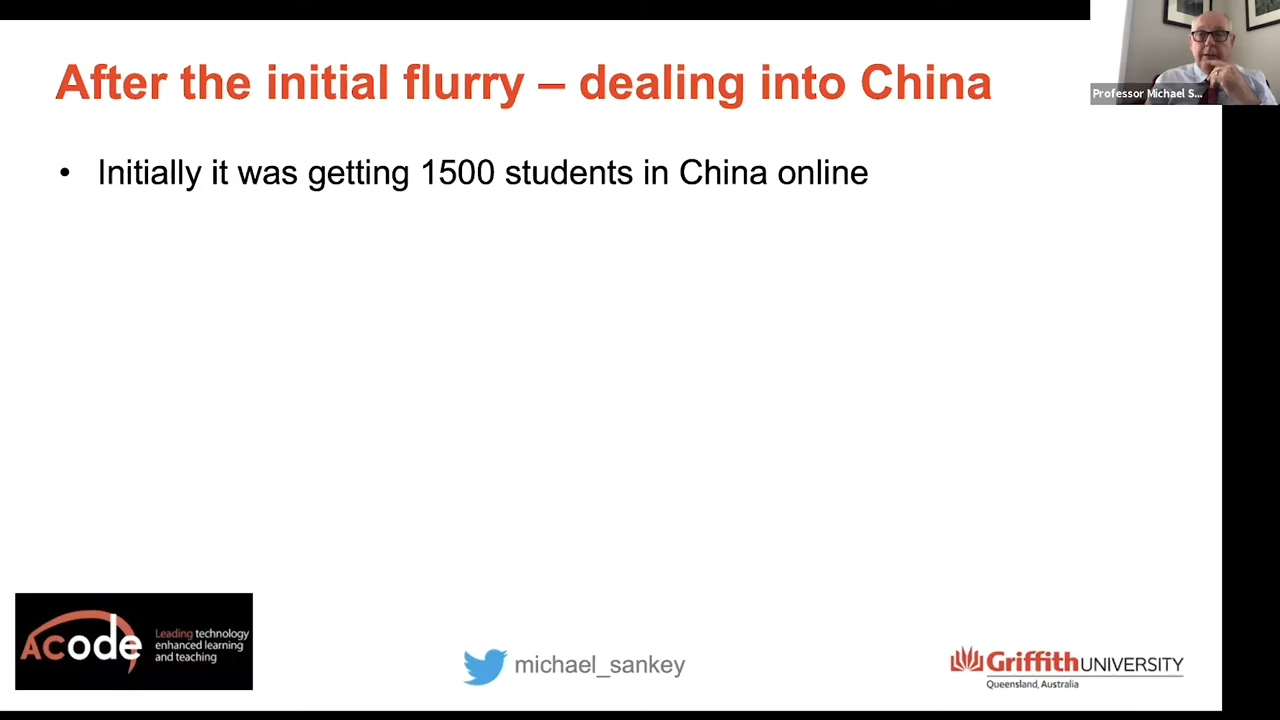 After the initial flurry – dealing into China
Professor Michael S...
• Initially it was getting 1500 students in China online
ACode
Leading technology
enhanced learning
and teaching
michael_sankey
Griffith UNIVERSITY
Queensland, Australia